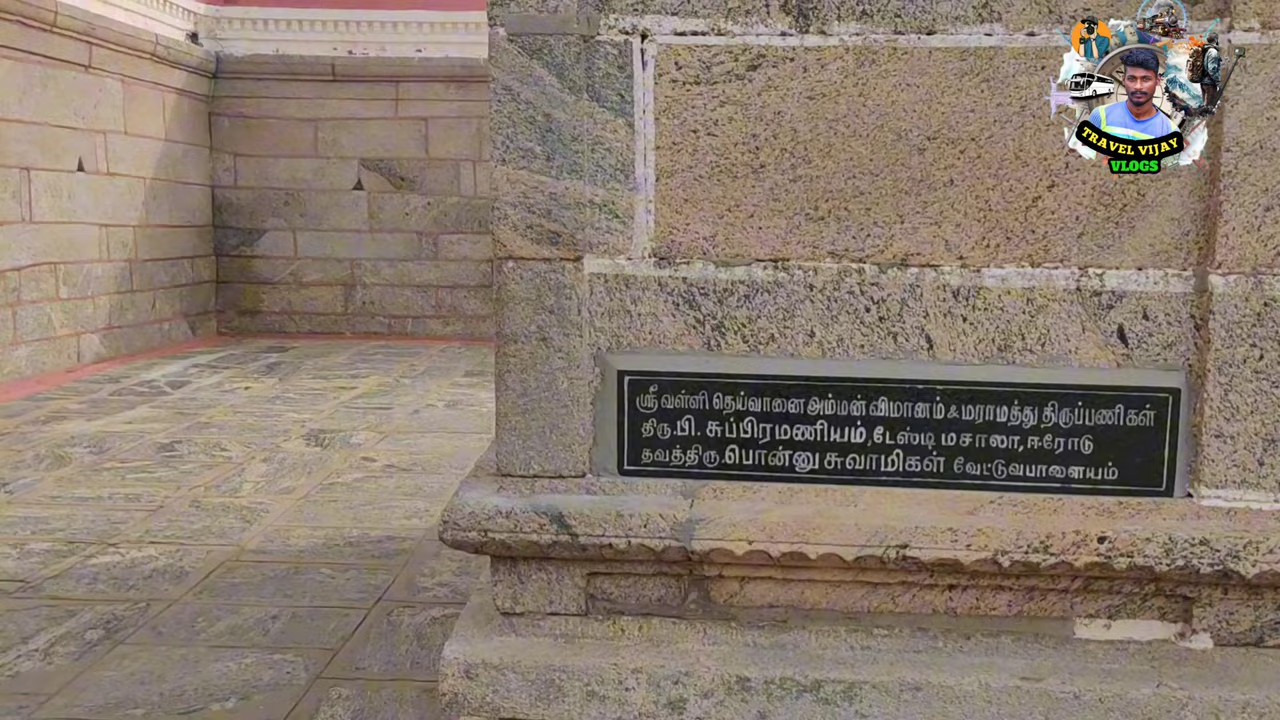 TRAVEL VIJAY
VLOGS
ஸ்ரீ வள்ளி தெய்வானை அம்மன் விமானம் & மராமத்து திருப்பணிகள்
திரு.பி. சுப்பிரமணியம்,டேஸ்டி மசாலா,ஈரோடு
தவத்திரு.பொன்னு சுவாமிகள் வேட்டுவபாளையம்